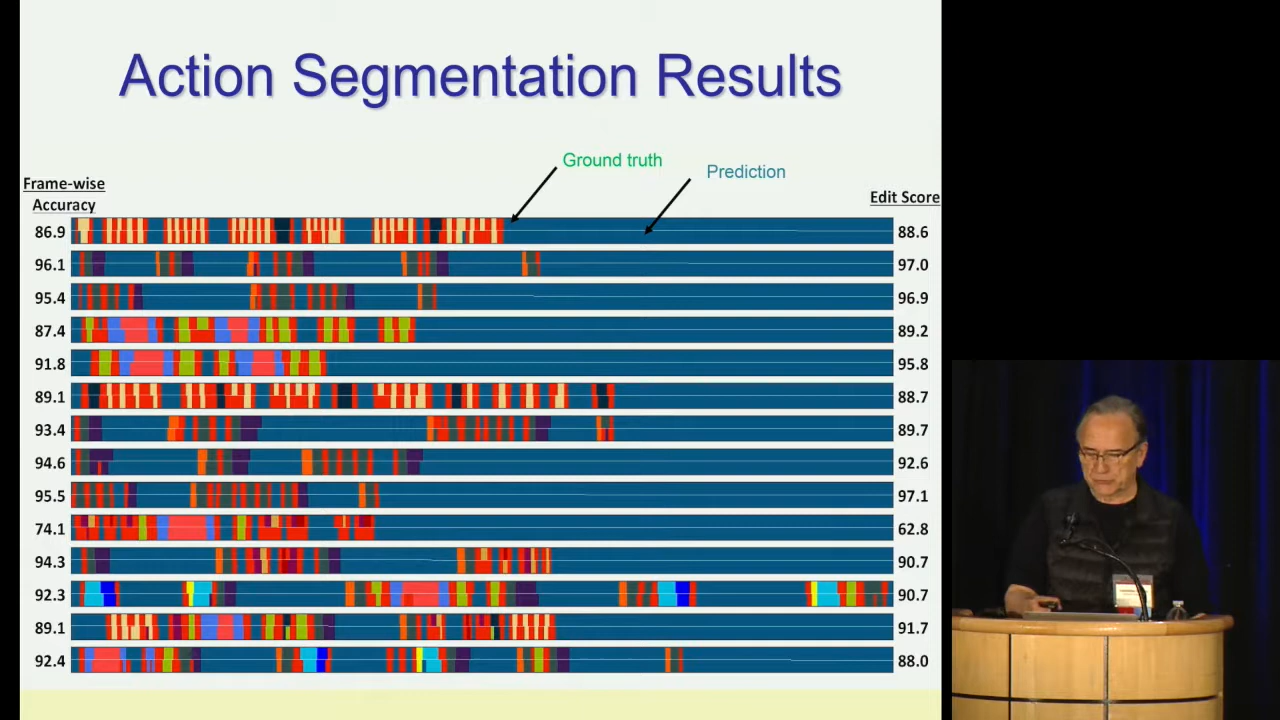 Action Segmentation Results
Ground truth
Prediction
Frame-wise
Accuracy
Edit Score
86.9 88.6
96.1 97.0
95.4 96.9
87.4 89.2
91.8 95.8
89.1 88.7
93.4 89.7
94.6 92.6
95.5 97.1
74.1 62.8
94.3 90.7
92.3 90.7
89.1 91.7
92.4 88.0